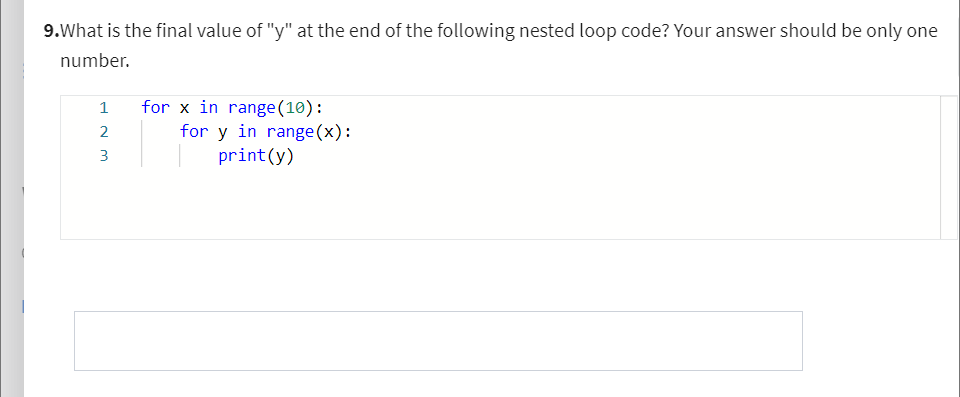 9.What is the final value of "y" at the end of the following nested loop code? Your answer should be only one
number.
1 for x in range(10):
2 for y in range(x):
3 print(y)